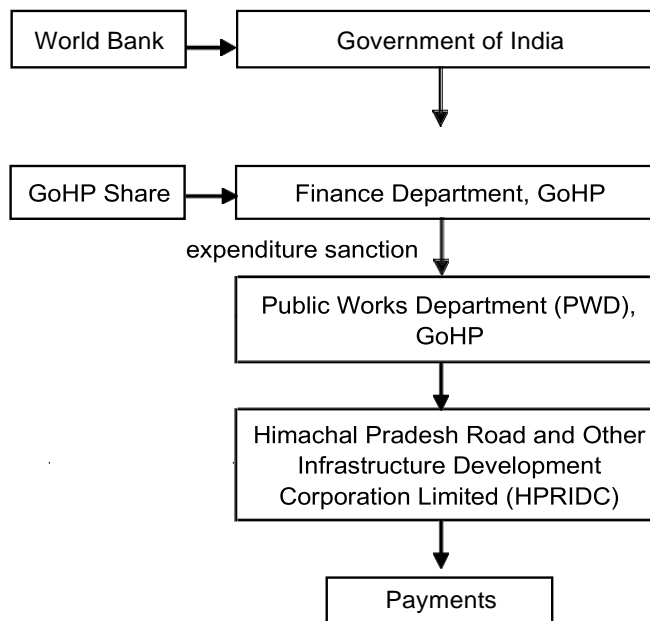 World Bank
Government of India
GoHP Share
Finance Department, GoHP
expenditure sanction
Public Works Department (PWD),
GoHP
Himachal Pradesh Road and Other
Infrastructure Development
Corporation Limited (HPRIDC)
Payments